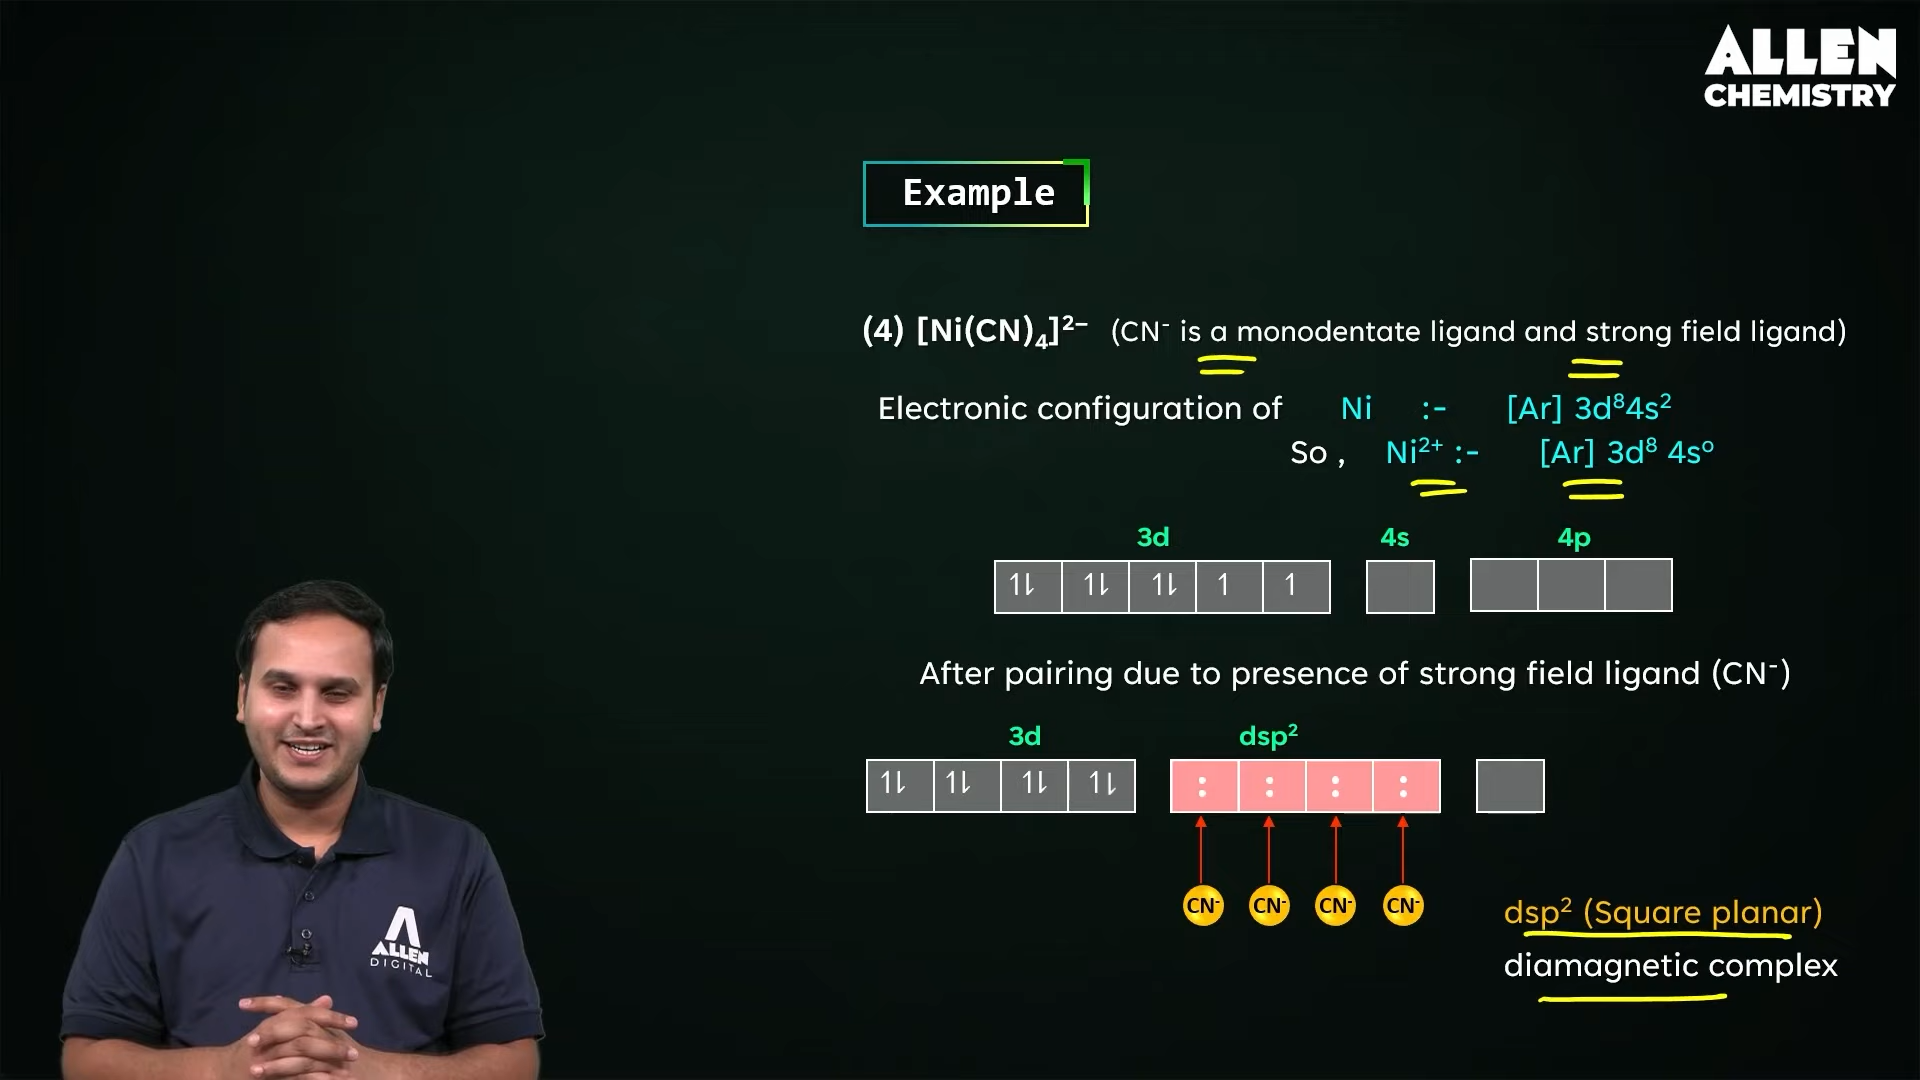 ALLEN
CHEMISTRY
Example
(4) [Ni(CN)₄]²⁻ (CN⁻ is a monodentate ligand and strong field ligand)
Electronic configuration of Ni :- [Ar] 3d⁸4s²
So , Ni²⁺ :- [Ar] 3d⁸ 4s⁰
3d 4s 4p
1⇂ 1⇂ 1⇂ 1 1
After pairing due to presence of strong field ligand (CN⁻)
3d dsp²
1⇂ 1⇂ 1⇂ 1⇂ : : : :
CN⁻ CN⁻ CN⁻ CN⁻
dsp² (Square planar)
diamagnetic complex
ALLEN
DIGITAL